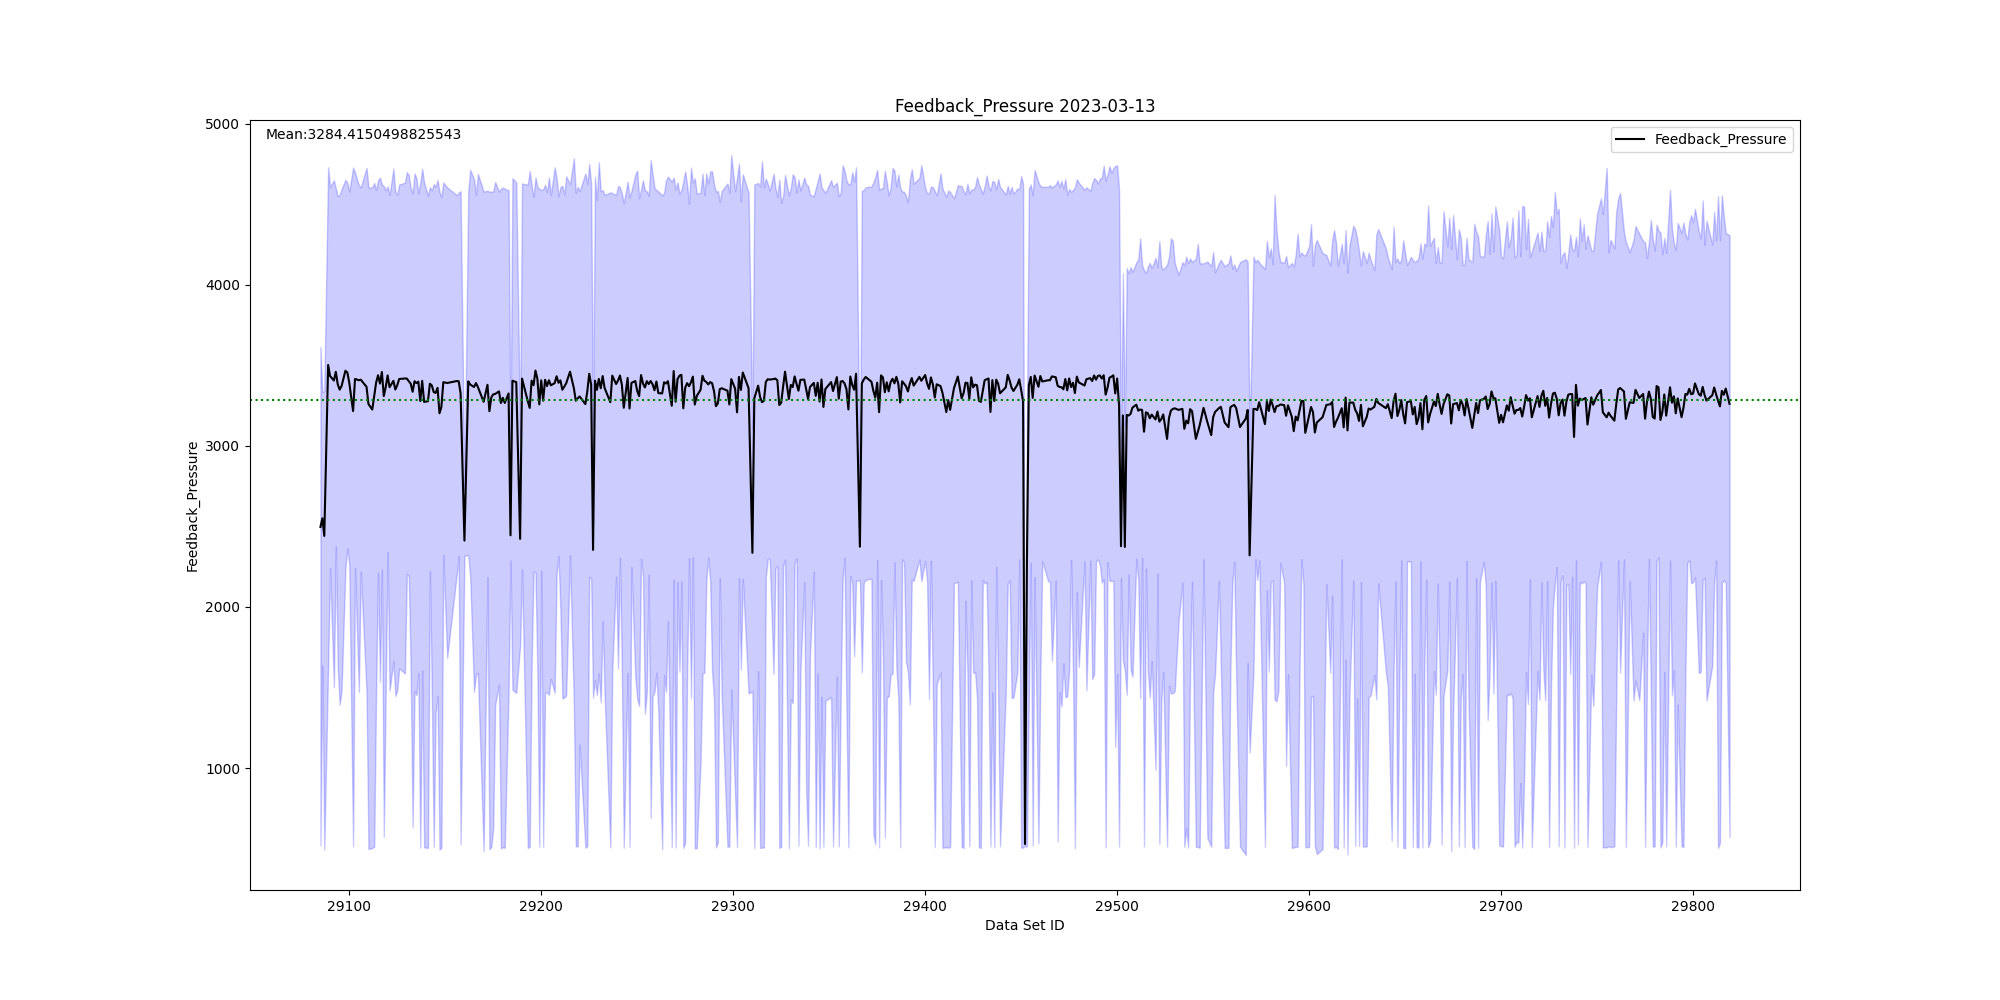 Feedback_Pressure 2023-03-13
Mean:3284.4150498825543
Feedback_Pressure
5000
4000
3000
2000
1000
Feedback_Pressure
29100 29200 29300 29400 29500 29600 29700 29800
Data Set ID